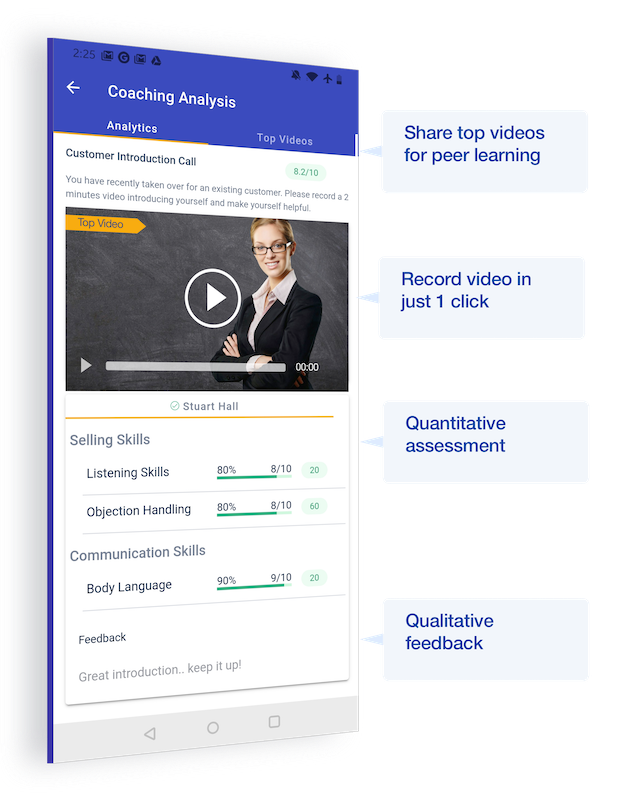 2:25
Coaching Analysis
Analytics
Top Videos
Customer Introduction Call
8.2/10
You have recently taken over for an existing customer. Please record a 2
minutes video introducing yourself and make yourself helpful.
Top Video
00:00
Stuart Hall
Selling Skills
Listening Skills 80% 8/10 20
Objection Handling 80% 8/10 60
Communication Skills
Body Language 90% 9/10 20
Feedback
Great introduction.. keep it up!
Share top videos
for peer learning
Record video in
just 1 click
Quantitative
assessment
Qualitative
feedback